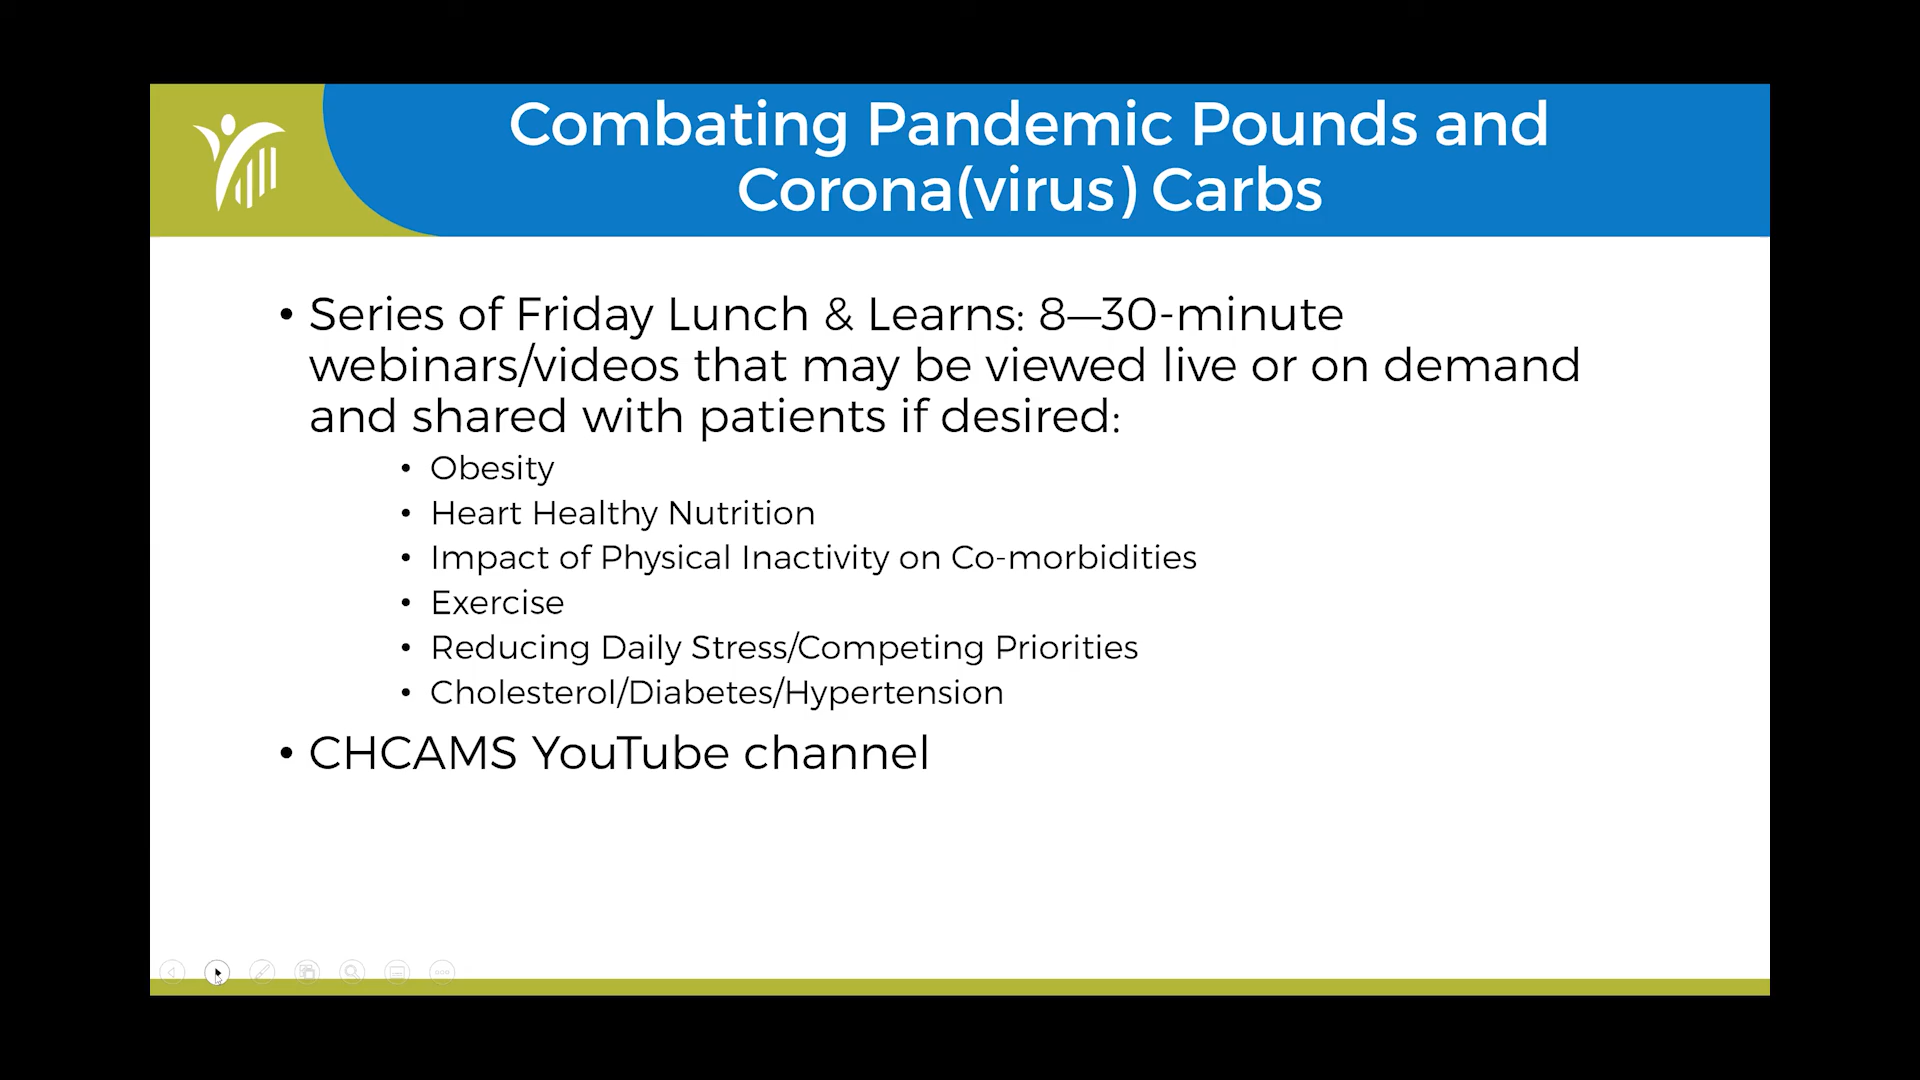 Combating Pandemic Pounds and
Corona(virus) Carbs
• Series of Friday Lunch & Learns: 8—30-minute
webinars/videos that may be viewed live or on demand
and shared with patients if desired:
• Obesity
• Heart Healthy Nutrition
• Impact of Physical Inactivity on Co-morbidities
• Exercise
• Reducing Daily Stress/Competing Priorities
• Cholesterol/Diabetes/Hypertension
• CHCAMS YouTube channel